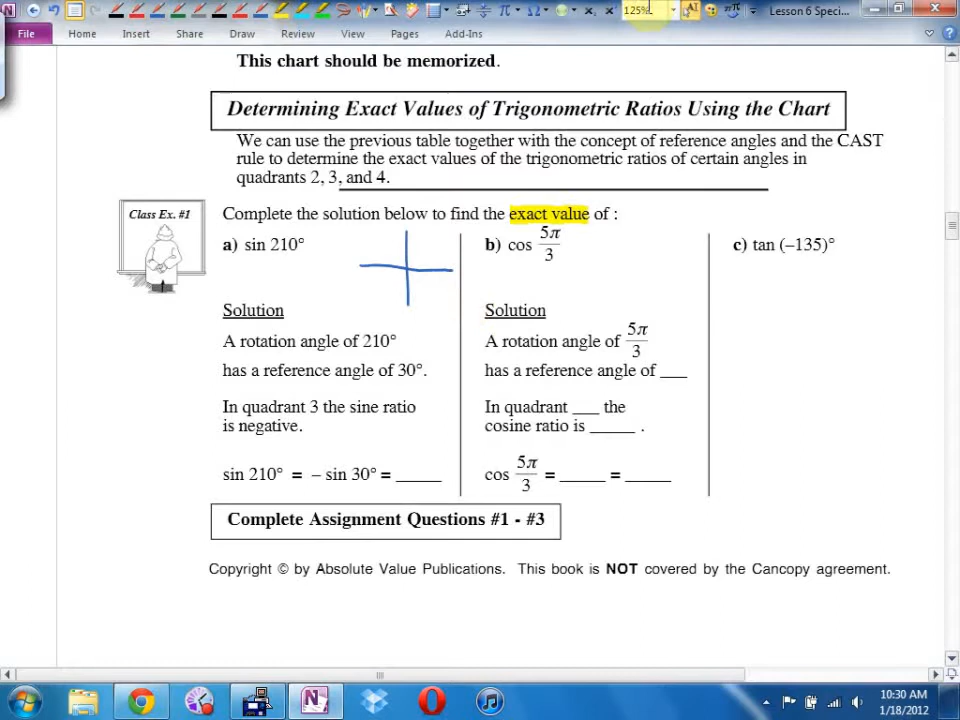 125%
Lesson 6 Speci...
File Home Insert Share Draw Review View Pages Add-Ins
This chart should be memorized.
Determining Exact Values of Trigonometric Ratios Using the Chart
We can use the previous table together with the concept of reference angles and the CAST
rule to determine the exact values of the trigonometric ratios of certain angles in
quadrants 2, 3, and 4.
Class Ex. #1
Complete the solution below to find the exact value of :
a) sin 210°
Solution
A rotation angle of 210°
has a reference angle of 30°.
In quadrant 3 the sine ratio
is negative.
sin 210° = – sin 30° = _____
b) cos 5π/3
Solution
A rotation angle of 5π/3
has a reference angle of ___
In quadrant ___ the
cosine ratio is _____ .
cos 5π/3 = _____ = _____
c) tan (–135)°
Complete Assignment Questions #1 - #3
Copyright © by Absolute Value Publications. This book is NOT covered by the Cancopy agreement.
10:30 AM
1/18/2012